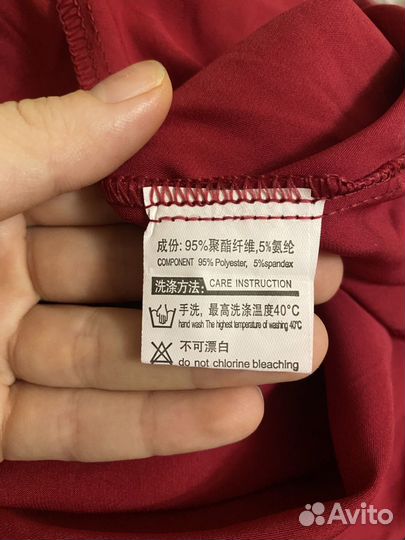 成份：95%聚酯纤维，5%氨纶
COMPONENT 95% Polyester, 5%spandex
洗涤方法： CARE INSTRUCTION
手洗，最高洗涤温度40℃
hand wash The highest temperature of washing 40℃
不可漂白
do not chlorine bleaching
Avito